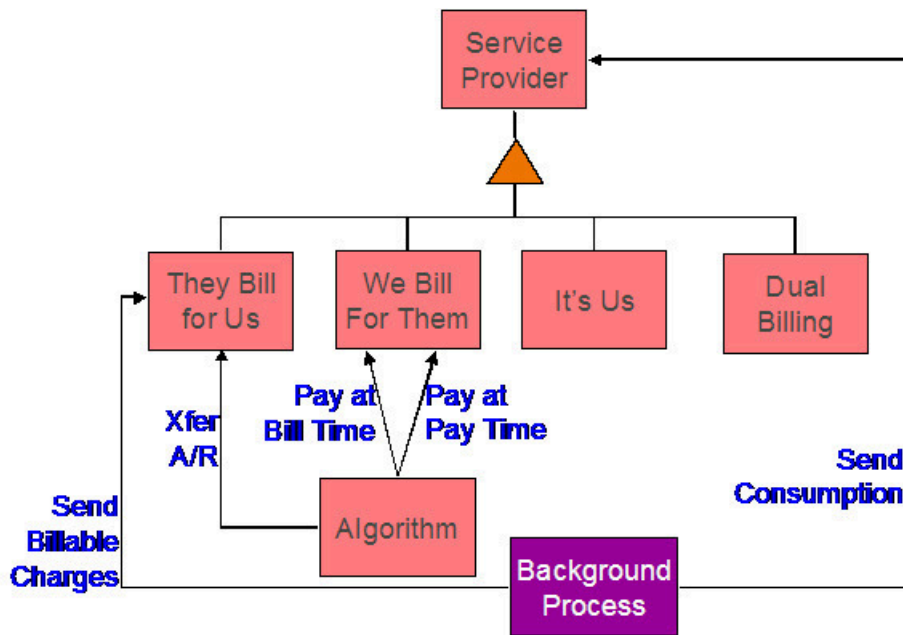 Service
Provider
They Bill
for Us
We Bill
For Them
It's Us
Dual
Billing
Xfer
A/R
Pay at
Bill Time
Pay at
Pay Time
Send
Consumption
Send
Billable
Charges
Algorithm
Background
Process